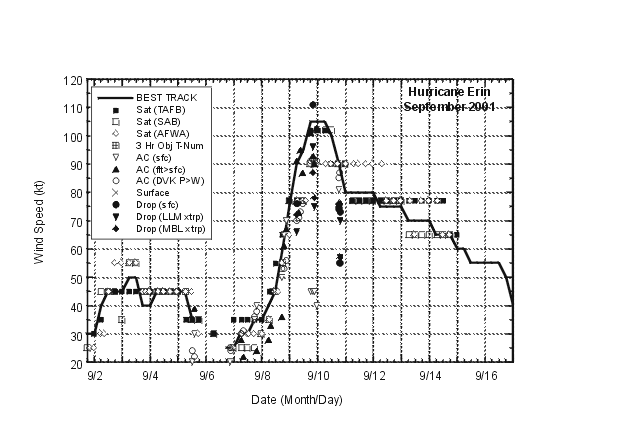 Hurricane Erin
September 2001
BEST TRACK
Sat (TAFB)
Sat (SAB)
Sat (AFWA)
3 Hr Obj T-Num
AC (sfc)
AC (flt>sfc)
AC (DVK P>W)
Surface
Drop (sfc)
Drop (LLM xtrp)
Drop (MBL xtrp)
Wind Speed (kt)
120
110
100
90
80
70
60
50
40
30
20
9/2 9/4 9/6 9/8 9/10 9/12 9/14 9/16
Date (Month/Day)